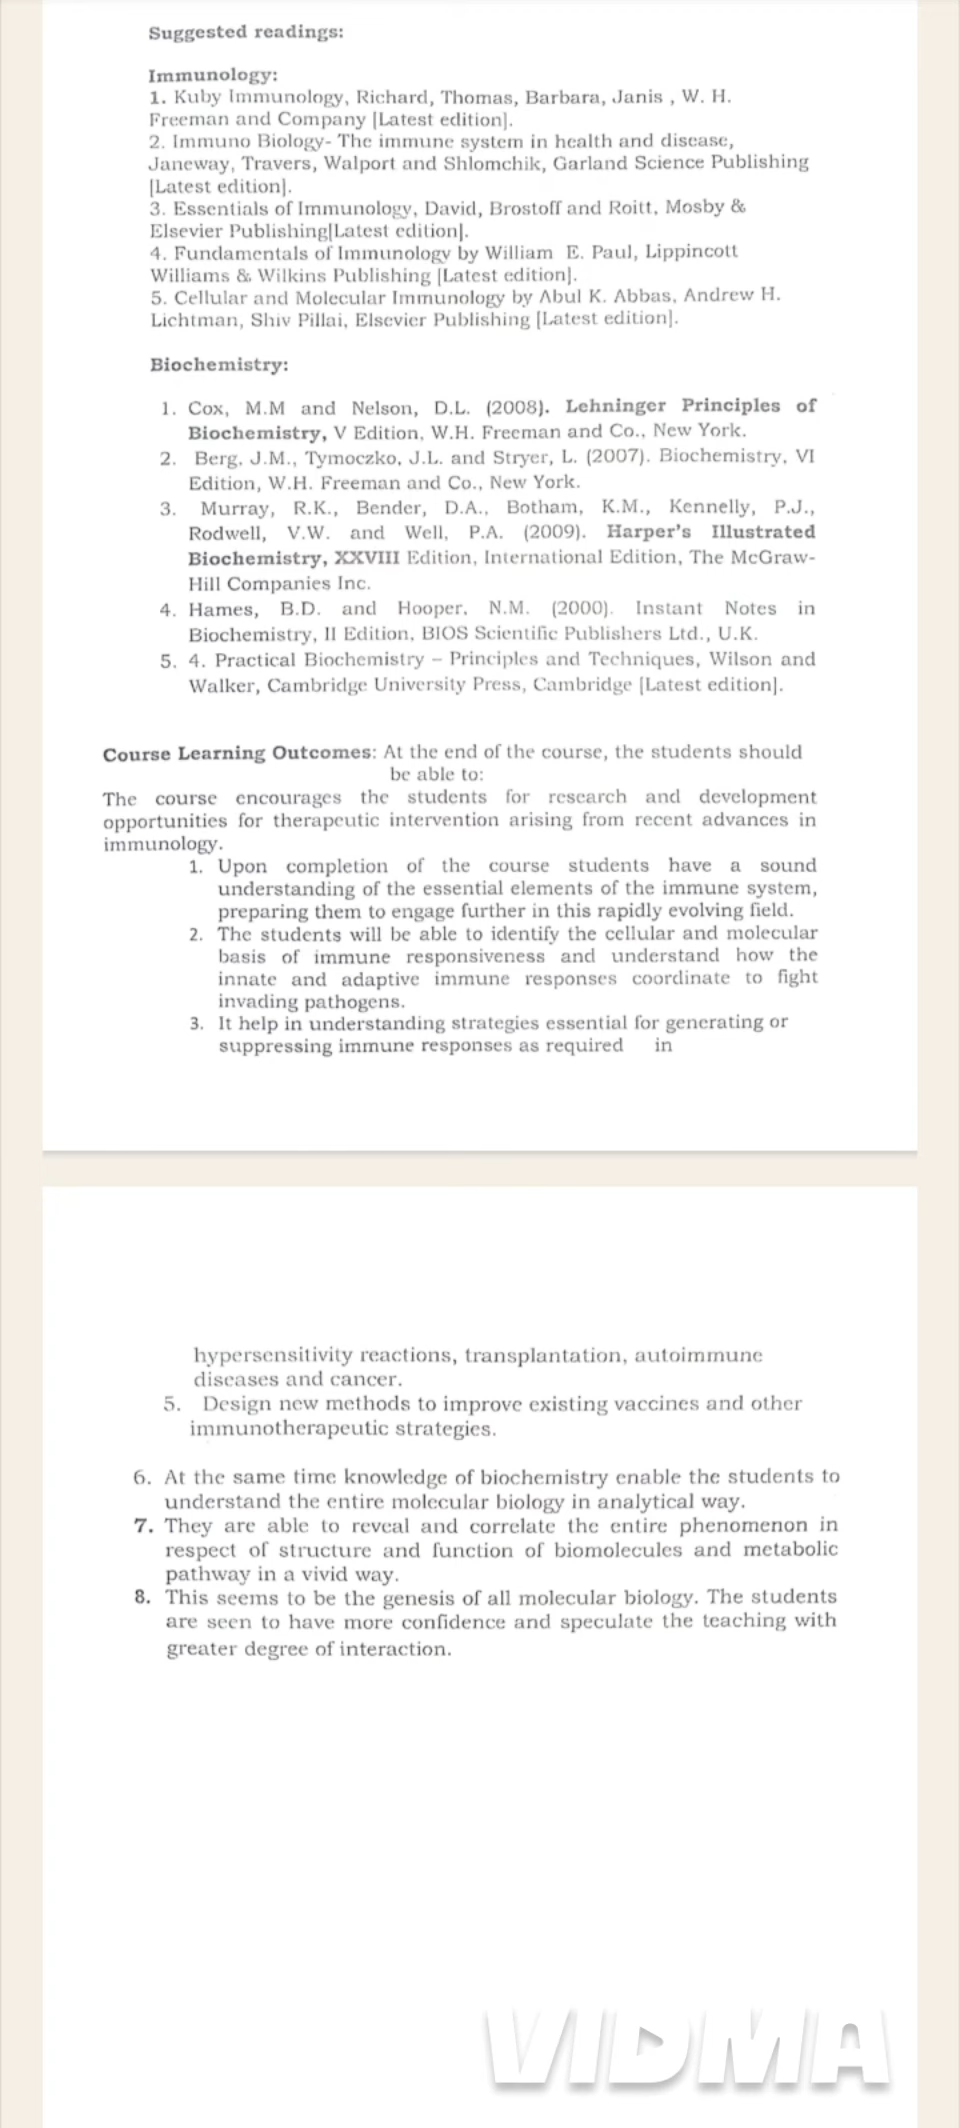 Suggested readings:
Immunology:
1. Kuby Immunology, Richard, Thomas, Barbara, Janis , W. H.
Freeman and Company [Latest edition].
2. Immuno Biology- The immune system in health and disease,
Janeway, Travers, Walport and Shlomchik, Garland Science Publishing
[Latest edition].
3. Essentials of Immunology, David, Brostoff and Roitt, Mosby &
Elsevier Publishing[Latest edition].
4. Fundamentals of Immunology by William E. Paul, Lippincott
Williams & Wilkins Publishing [Latest edition].
5. Cellular and Molecular Immunology by Abul K. Abbas, Andrew H.
Lichtman, Shiv Pillai, Elsevier Publishing [Latest edition].
Biochemistry:
1. Cox, M.M and Nelson, D.L. (2008). Lehninger Principles of
Biochemistry, V Edition, W.H. Freeman and Co., New York.
2. Berg, J.M., Tymoczko, J.L. and Stryer, L. (2007). Biochemistry, VI
Edition, W.H. Freeman and Co., New York.
3. Murray, R.K., Bender, D.A., Botham, K.M., Kennelly, P.J.,
Rodwell, V.W. and Well, P.A. (2009). Harper's Illustrated
Biochemistry, XXVIII Edition, International Edition, The McGraw-
Hill Companies Inc.
4. Hames, B.D. and Hooper, N.M. (2000). Instant Notes in
Biochemistry, II Edition, BIOS Scientific Publishers Ltd., U.K.
5. 4. Practical Biochemistry – Principles and Techniques, Wilson and
Walker, Cambridge University Press, Cambridge [Latest edition].
Course Learning Outcomes: At the end of the course, the students should
be able to:
The course encourages the students for research and development
opportunities for therapeutic intervention arising from recent advances in
immunology.
1. Upon completion of the course students have a sound
understanding of the essential elements of the immune system,
preparing them to engage further in this rapidly evolving field.
2. The students will be able to identify the cellular and molecular
basis of immune responsiveness and understand how the
innate and adaptive immune responses coordinate to fight
invading pathogens.
3. It help in understanding strategies essential for generating or
suppressing immune responses as required in
hypersensitivity reactions, transplantation, autoimmune
diseases and cancer.
5. Design new methods to improve existing vaccines and other
immunotherapeutic strategies.
6. At the same time knowledge of biochemistry enable the students to
understand the entire molecular biology in analytical way.
7. They are able to reveal and correlate the entire phenomenon in
respect of structure and function of biomolecules and metabolic
pathway in a vivid way.
8. This seems to be the genesis of all molecular biology. The students
are seen to have more confidence and speculate the teaching with
greater degree of interaction.
VIDMA